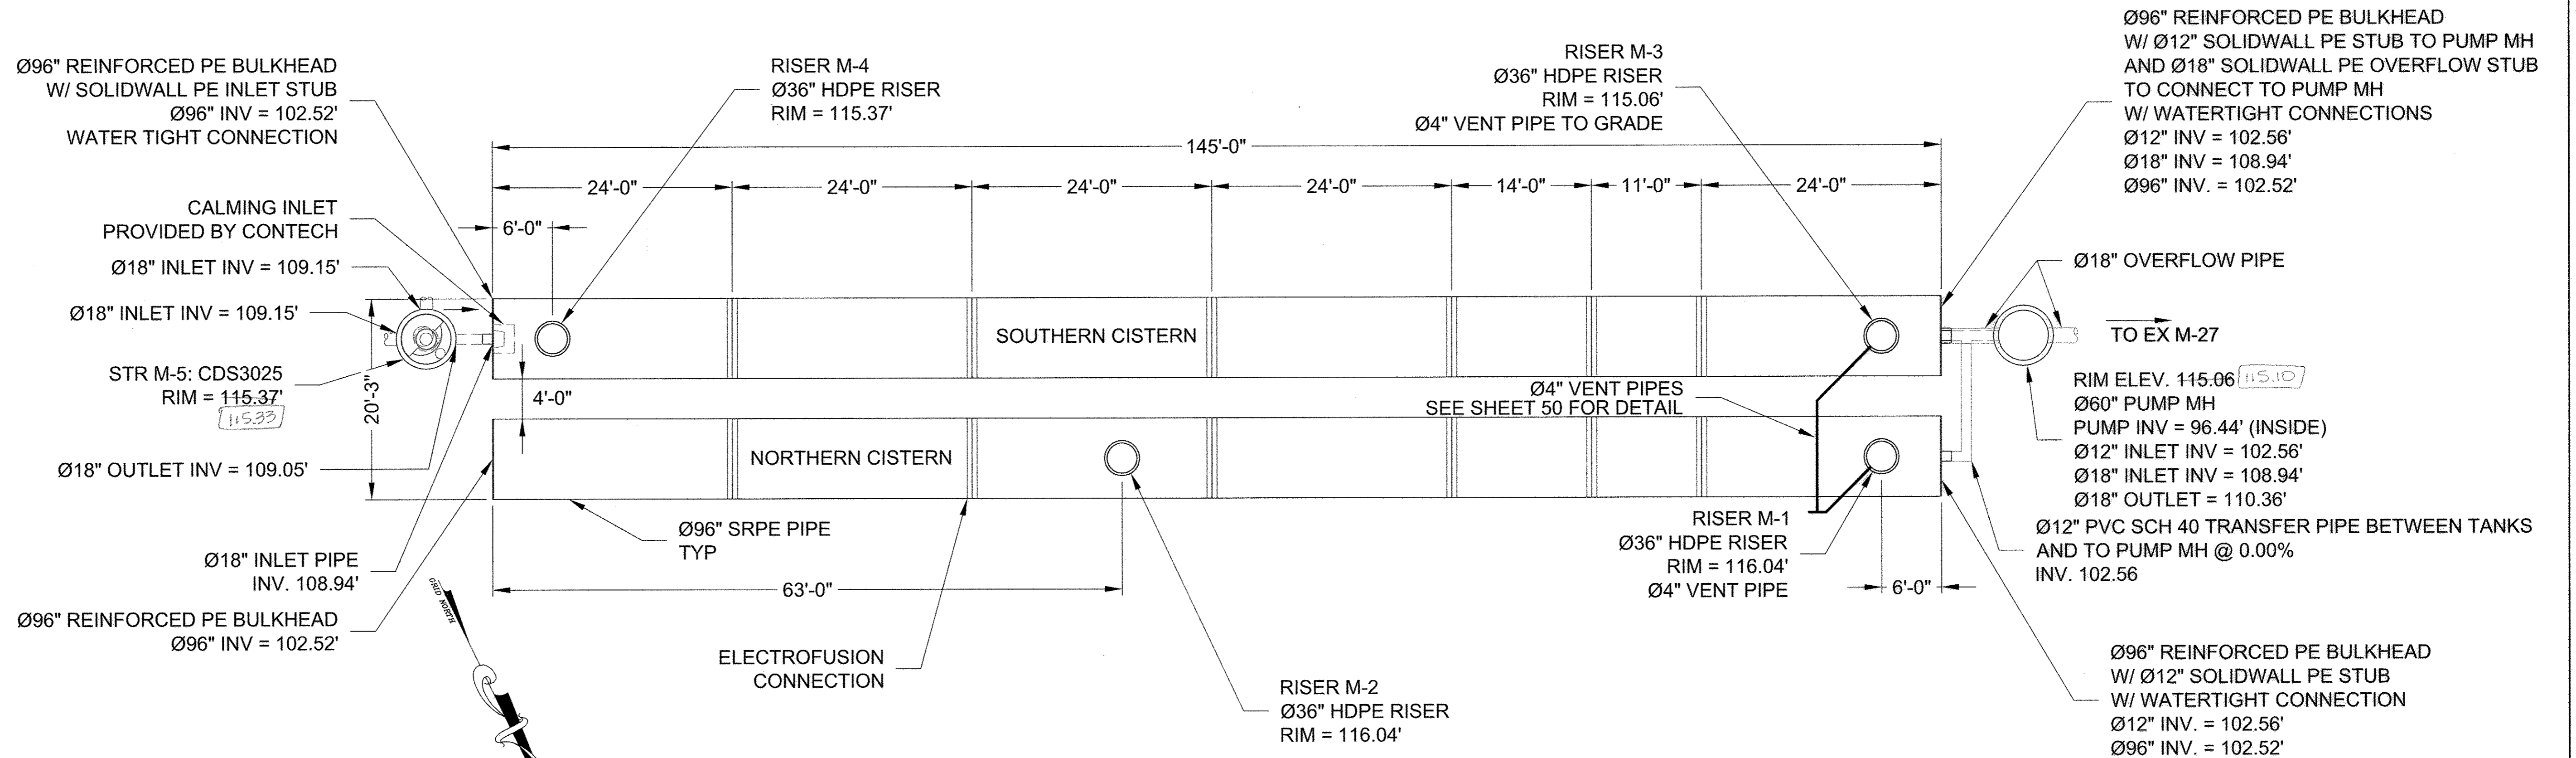 Ø96" REINFORCED PE BULKHEAD
W/ SOLIDWALL PE INLET STUB
Ø96" INV = 102.52'
WATER TIGHT CONNECTION
RISER M-4
Ø36" HDPE RISER
RIM = 115.37'
RISER M-3
Ø36" HDPE RISER
RIM = 115.06'
Ø4" VENT PIPE TO GRADE
Ø96" REINFORCED PE BULKHEAD
W/ Ø12" SOLIDWALL PE STUB TO PUMP MH
AND Ø18" SOLIDWALL PE OVERFLOW STUB
TO CONNECT TO PUMP MH
W/ WATERTIGHT CONNECTIONS
Ø12" INV = 102.56'
Ø18" INV = 108.94'
Ø96" INV. = 102.52'
145'-0"
24'-0"
24'-0"
24'-0"
24'-0"
14'-0"
11'-0"
24'-0"
6'-0"
CALMING INLET
PROVIDED BY CONTECH
Ø18" INLET INV = 109.15'
Ø18" INLET INV = 109.15'
STR M-5: CDS3025
RIM = 115.37'
115.33
20'-3"
4'-0"
SOUTHERN CISTERN
Ø18" OVERFLOW PIPE
TO EX M-27
Ø4" VENT PIPES
SEE SHEET 50 FOR DETAIL
RIM ELEV. 115.06 115.10
Ø60" PUMP MH
PUMP INV = 96.44' (INSIDE)
Ø12" INLET INV = 102.56'
Ø18" INLET INV = 108.94'
Ø18" OUTLET = 110.36'
Ø18" OUTLET INV = 109.05'
NORTHERN CISTERN
Ø96" SRPE PIPE
TYP
Ø18" INLET PIPE
INV. 108.94'
RISER M-1
Ø36" HDPE RISER
RIM = 116.04'
Ø4" VENT PIPE
6'-0"
Ø12" PVC SCH 40 TRANSFER PIPE BETWEEN TANKS
AND TO PUMP MH @ 0.00%
INV. 102.56
63'-0"
GRID NORTH
Ø96" REINFORCED PE BULKHEAD
Ø96" INV = 102.52'
ELECTROFUSION
CONNECTION
RISER M-2
Ø36" HDPE RISER
RIM = 116.04'
Ø96" REINFORCED PE BULKHEAD
W/ Ø12" SOLIDWALL PE STUB
W/ WATERTIGHT CONNECTION
Ø12" INV. = 102.56'
Ø96" INV. = 102.52'